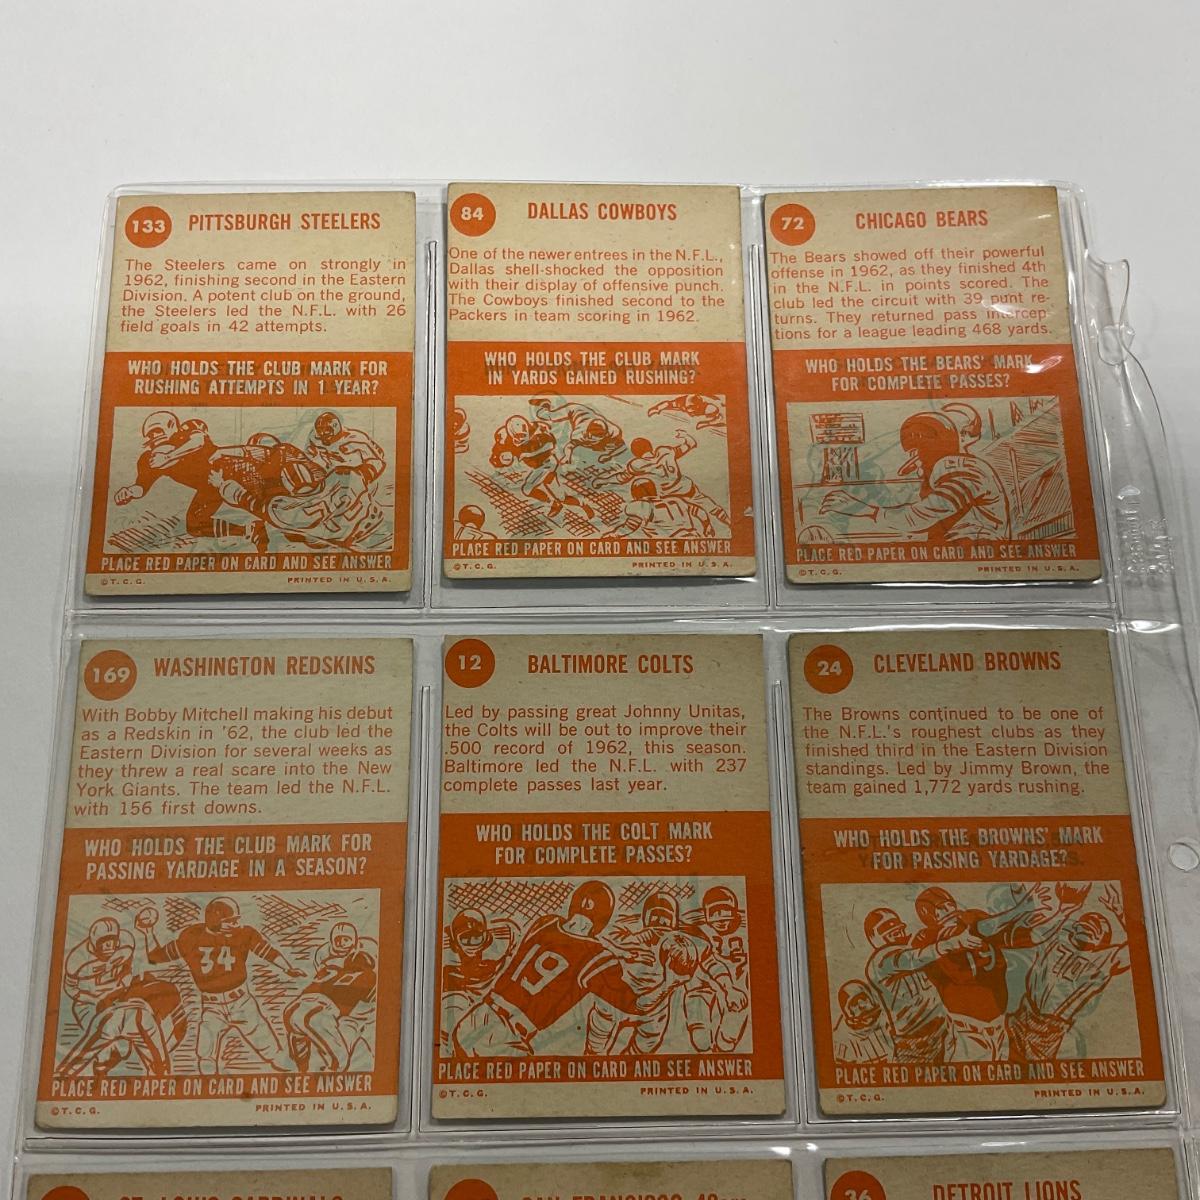 133 PITTSBURGH STEELERS
The Steelers came on strongly in
1962, finishing second in the Eastern
Division. A potent club on the ground,
the Steelers led the N.F.L. with 26
field goals in 42 attempts.
WHO HOLDS THE CLUB MARK FOR
RUSHING ATTEMPTS IN 1 YEAR?
PLACE RED PAPER ON CARD AND SEE ANSWER
©T.C.G. PRINTED IN U.S.A.
84 DALLAS COWBOYS
One of the newer entrees in the N.F.L.,
Dallas shell-shocked the opposition
with their display of offensive punch.
The Cowboys finished second to the
Packers in team scoring in 1962.
WHO HOLDS THE CLUB MARK
IN YARDS GAINED RUSHING?
PLACE RED PAPER ON CARD AND SEE ANSWER
©T.C.G. PRINTED IN U.S.A.
72 CHICAGO BEARS
The Bears showed off their powerful
offense in 1962, as they finished 4th
in the N.F.L. in points scored. The
club led the circuit with 39 punt re-
turns. They returned pass intercep-
tions for a league leading 468 yards.
WHO HOLDS THE BEARS' MARK
FOR COMPLETE PASSES?
PLACE RED PAPER ON CARD AND SEE ANSWER
©T.C.G. PRINTED IN U.S.A.
169 WASHINGTON REDSKINS
With Bobby Mitchell making his debut
as a Redskin in '62, the club led the
Eastern Division for several weeks as
they threw a real scare into the New
York Giants. The team led the N.F.L.
with 156 first downs.
WHO HOLDS THE CLUB MARK FOR
PASSING YARDAGE IN A SEASON?
34
PLACE RED PAPER ON CARD AND SEE ANSWER
©T.C.G. PRINTED IN U.S.A.
12 BALTIMORE COLTS
Led by passing great Johnny Unitas,
the Colts will be out to improve their
.500 record of 1962, this season.
Baltimore led the N.F.L. with 237
complete passes last year.
WHO HOLDS THE COLT MARK
FOR COMPLETE PASSES?
19
PLACE RED PAPER ON CARD AND SEE ANSWER
©T.C.G. PRINTED IN U.S.A.
24 CLEVELAND BROWNS
The Browns continued to be one of
the N.F.L.'s roughest clubs as they
finished third in the Eastern Division
standings. Led by Jimmy Brown, the
team gained 1,772 yards rushing.
WHO HOLDS THE BROWNS' MARK
FOR PASSING YARDAGE?
19
PLACE RED PAPER ON CARD AND SEE ANSWER
©T.C.G. PRINTED IN U.S.A.
ST. LOUIS CARDINALS
SAN FRANCISCO 49ers
36 DETROIT LIONS